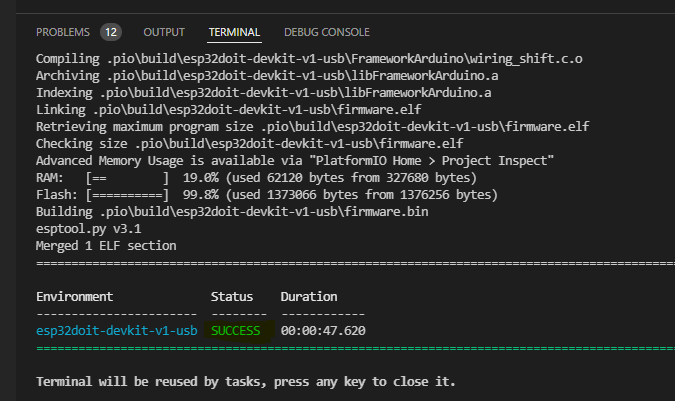 PROBLEMS 12 OUTPUT TERMINAL DEBUG CONSOLE
Compiling .pio\build\esp32doit-devkit-v1-usb\FrameworkArduino\wiring_shift.c.o
Archiving .pio\build\esp32doit-devkit-v1-usb\libFrameworkArduino.a
Indexing .pio\build\esp32doit-devkit-v1-usb\libFrameworkArduino.a
Linking .pio\build\esp32doit-devkit-v1-usb\firmware.elf
Retrieving maximum program size .pio\build\esp32doit-devkit-v1-usb\firmware.elf
Checking size .pio\build\esp32doit-devkit-v1-usb\firmware.elf
Advanced Memory Usage is available via "PlatformIO Home > Project Inspect"
RAM:   [==        ]  19.0% (used 62120 bytes from 327680 bytes)
Flash: [==========]  99.8% (used 1373066 bytes from 1376256 bytes)
Building .pio\build\esp32doit-devkit-v1-usb\firmware.bin
esptool.py v3.1
Merged 1 ELF section
Environment Status Duration
esp32doit-devkit-v1-usb SUCCESS 00:00:47.620
Terminal will be reused by tasks, press any key to close it.